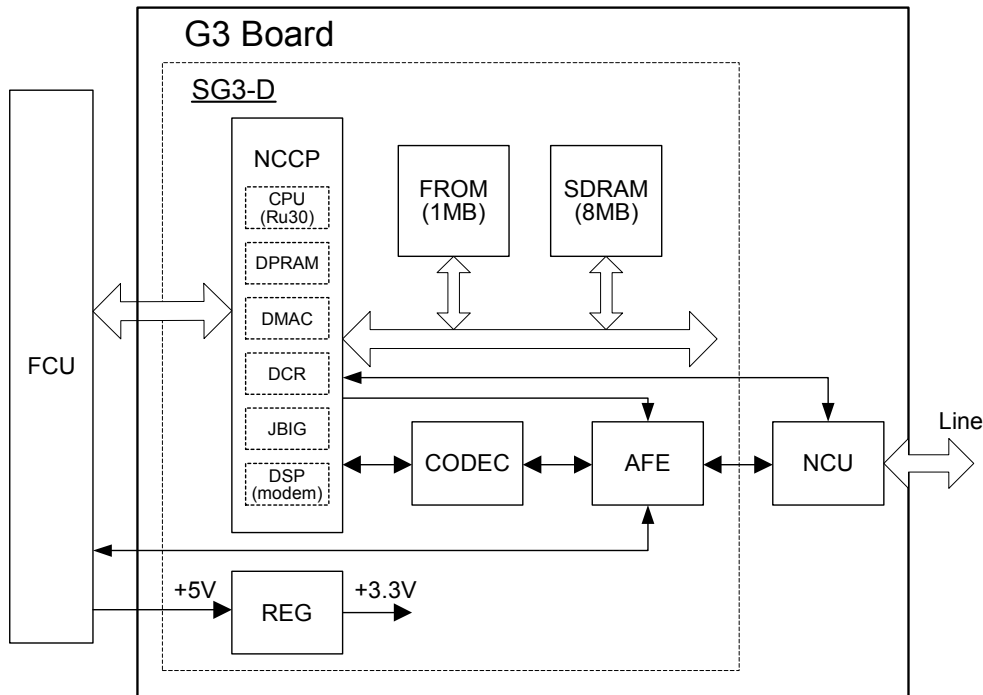 G3 Board
SG3-D
NCCP
CPU
(Ru30)
DPRAM
DMAC
DCR
JBIG
DSP
(modem)
FROM
(1MB)
SDRAM
(8MB)
FCU
CODEC
AFE
NCU
Line
+5V
REG
+3.3V